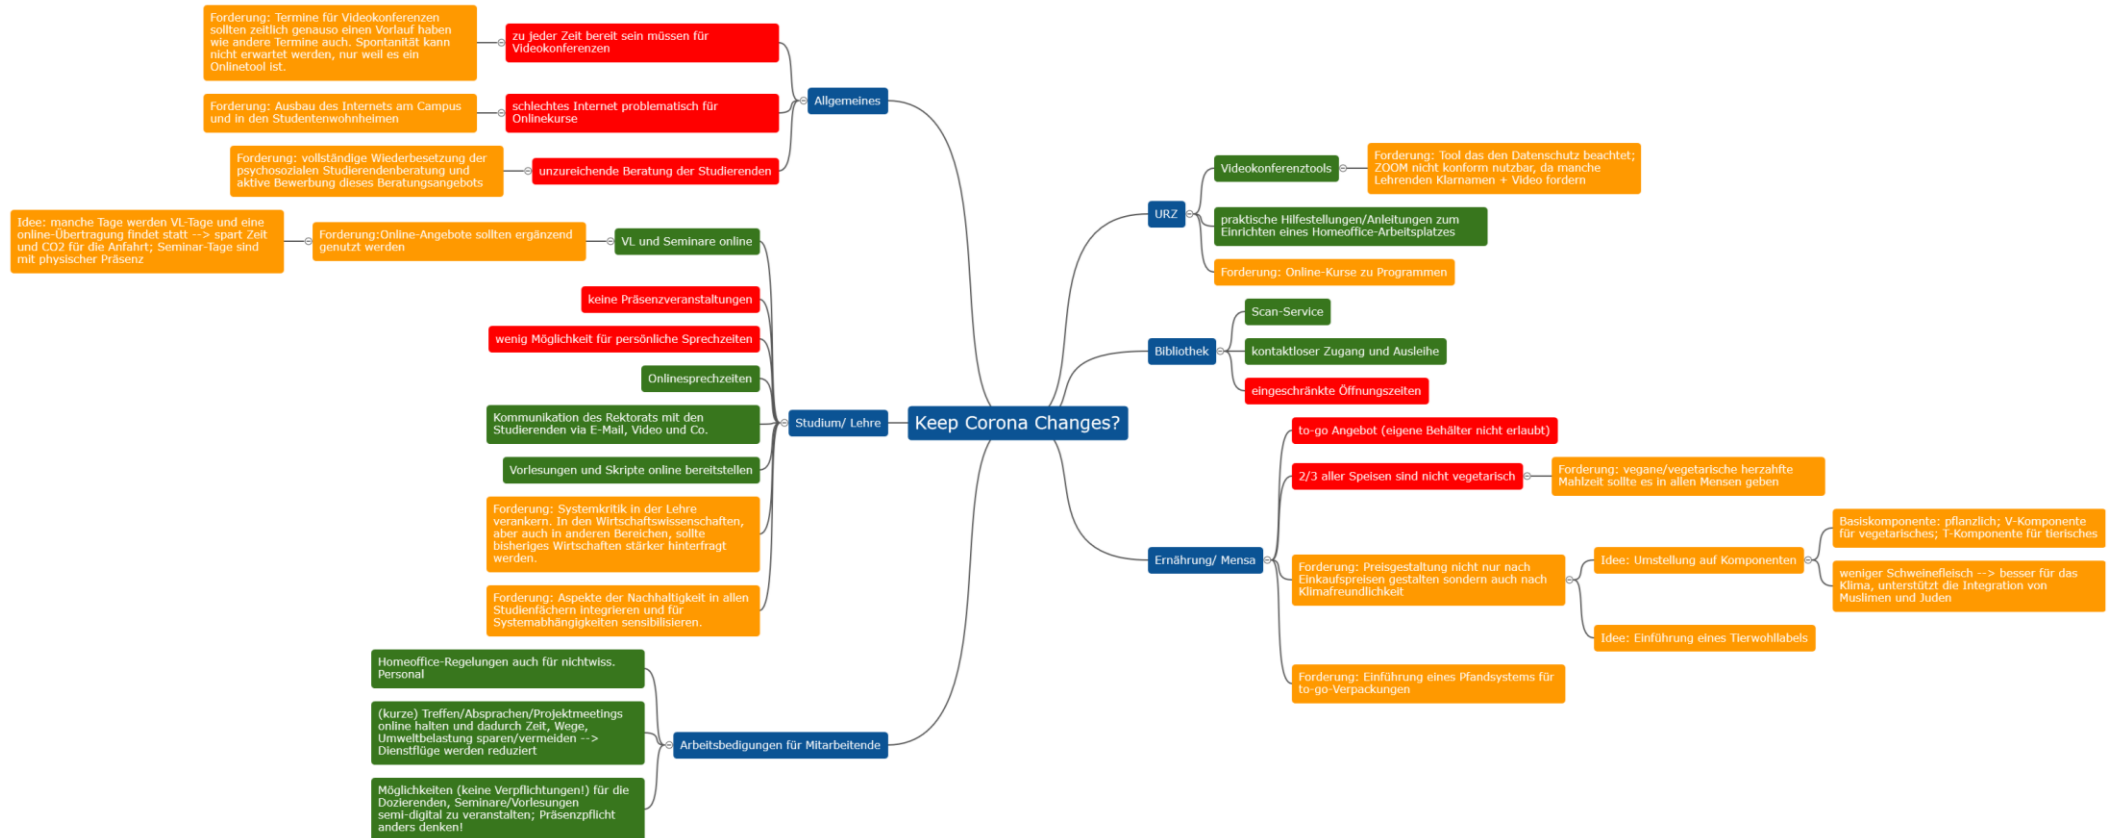 Keep Corona Changes?
Allgemeines
zu jeder Zeit bereit sein müssen für
Videokonferenzen
Forderung: Termine für Videokonferenzen
sollten zeitlich genauso einen Vorlauf haben
wie andere Termine auch. Spontanität kann
nicht erwartet werden, nur weil es ein
Onlinetool ist.
schlechtes Internet problematisch für
Onlinekurse
Forderung: Ausbau des Internets am Campus
und in den Studentenwohnheimen
unzureichende Beratung der Studierenden
Forderung: vollständige Wiederbesetzung der
psychosozialen Studierendenberatung und
aktive Bewerbung dieses Beratungsangebots
Studium/ Lehre
VL und Seminare online
Forderung:Online-Angebote sollten ergänzend
genutzt werden
Idee: manche Tage werden VL-Tage und eine
online-Übertragung findet statt --> spart Zeit
und CO2 für die Anfahrt; Seminar-Tage sind
mit physischer Präsenz
keine Präsenzveranstaltungen
wenig Möglichkeit für persönliche Sprechzeiten
Onlinesprechzeiten
Kommunikation des Rektorats mit den
Studierenden via E-Mail, Video und Co.
Vorlesungen und Skripte online bereitstellen
Forderung: Systemkritik in der Lehre
verankern. In den Wirtschaftswissenschaften,
aber auch in anderen Bereichen, sollte
bisheriges Wirtschaften stärker hinterfragt
werden.
Forderung: Aspekte der Nachhaltigkeit in allen
Studienfächern integrieren und für
Systemabhängigkeiten sensibilisieren.
Arbeitsbedigungen für Mitarbeitende
Homeoffice-Regelungen auch für nichtwiss.
Personal
(kurze) Treffen/Absprachen/Projektmeetings
online halten und dadurch Zeit, Wege,
Umweltbelastung sparen/vermeiden -->
Dienstflüge werden reduziert
Möglichkeiten (keine Verpflichtungen!) für die
Dozierenden, Seminare/Vorlesungen
semi-digital zu veranstalten; Präsenzpflicht
anders denken!
URZ
Videokonferenztools
Forderung: Tool das den Datenschutz beachtet;
ZOOM nicht konform nutzbar, da manche
Lehrenden Klarnamen + Video fordern
praktische Hilfestellungen/Anleitungen zum
Einrichten eines Homeoffice-Arbeitsplatzes
Forderung: Online-Kurse zu Programmen
Bibliothek
Scan-Service
kontaktloser Zugang und Ausleihe
eingeschränkte Öffnungszeiten
Ernährung/ Mensa
to-go Angebot (eigene Behälter nicht erlaubt)
2/3 aller Speisen sind nicht vegetarisch
Forderung: vegane/vegetarische herzahfte
Mahlzeit sollte es in allen Mensen geben
Forderung: Preisgestaltung nicht nur nach
Einkaufspreisen gestalten sondern auch nach
Klimafreundlichkeit
Idee: Umstellung auf Komponenten
Basiskomponente: pflanzlich; V-Komponente
für vegetarisches; T-Komponente für tierisches
weniger Schweinefleisch --> besser für das
Klima, unterstützt die Integration von
Muslimen und Juden
Idee: Einführung eines Tierwohllabels
Forderung: Einführung eines Pfandsystems für
to-go-Verpackungen